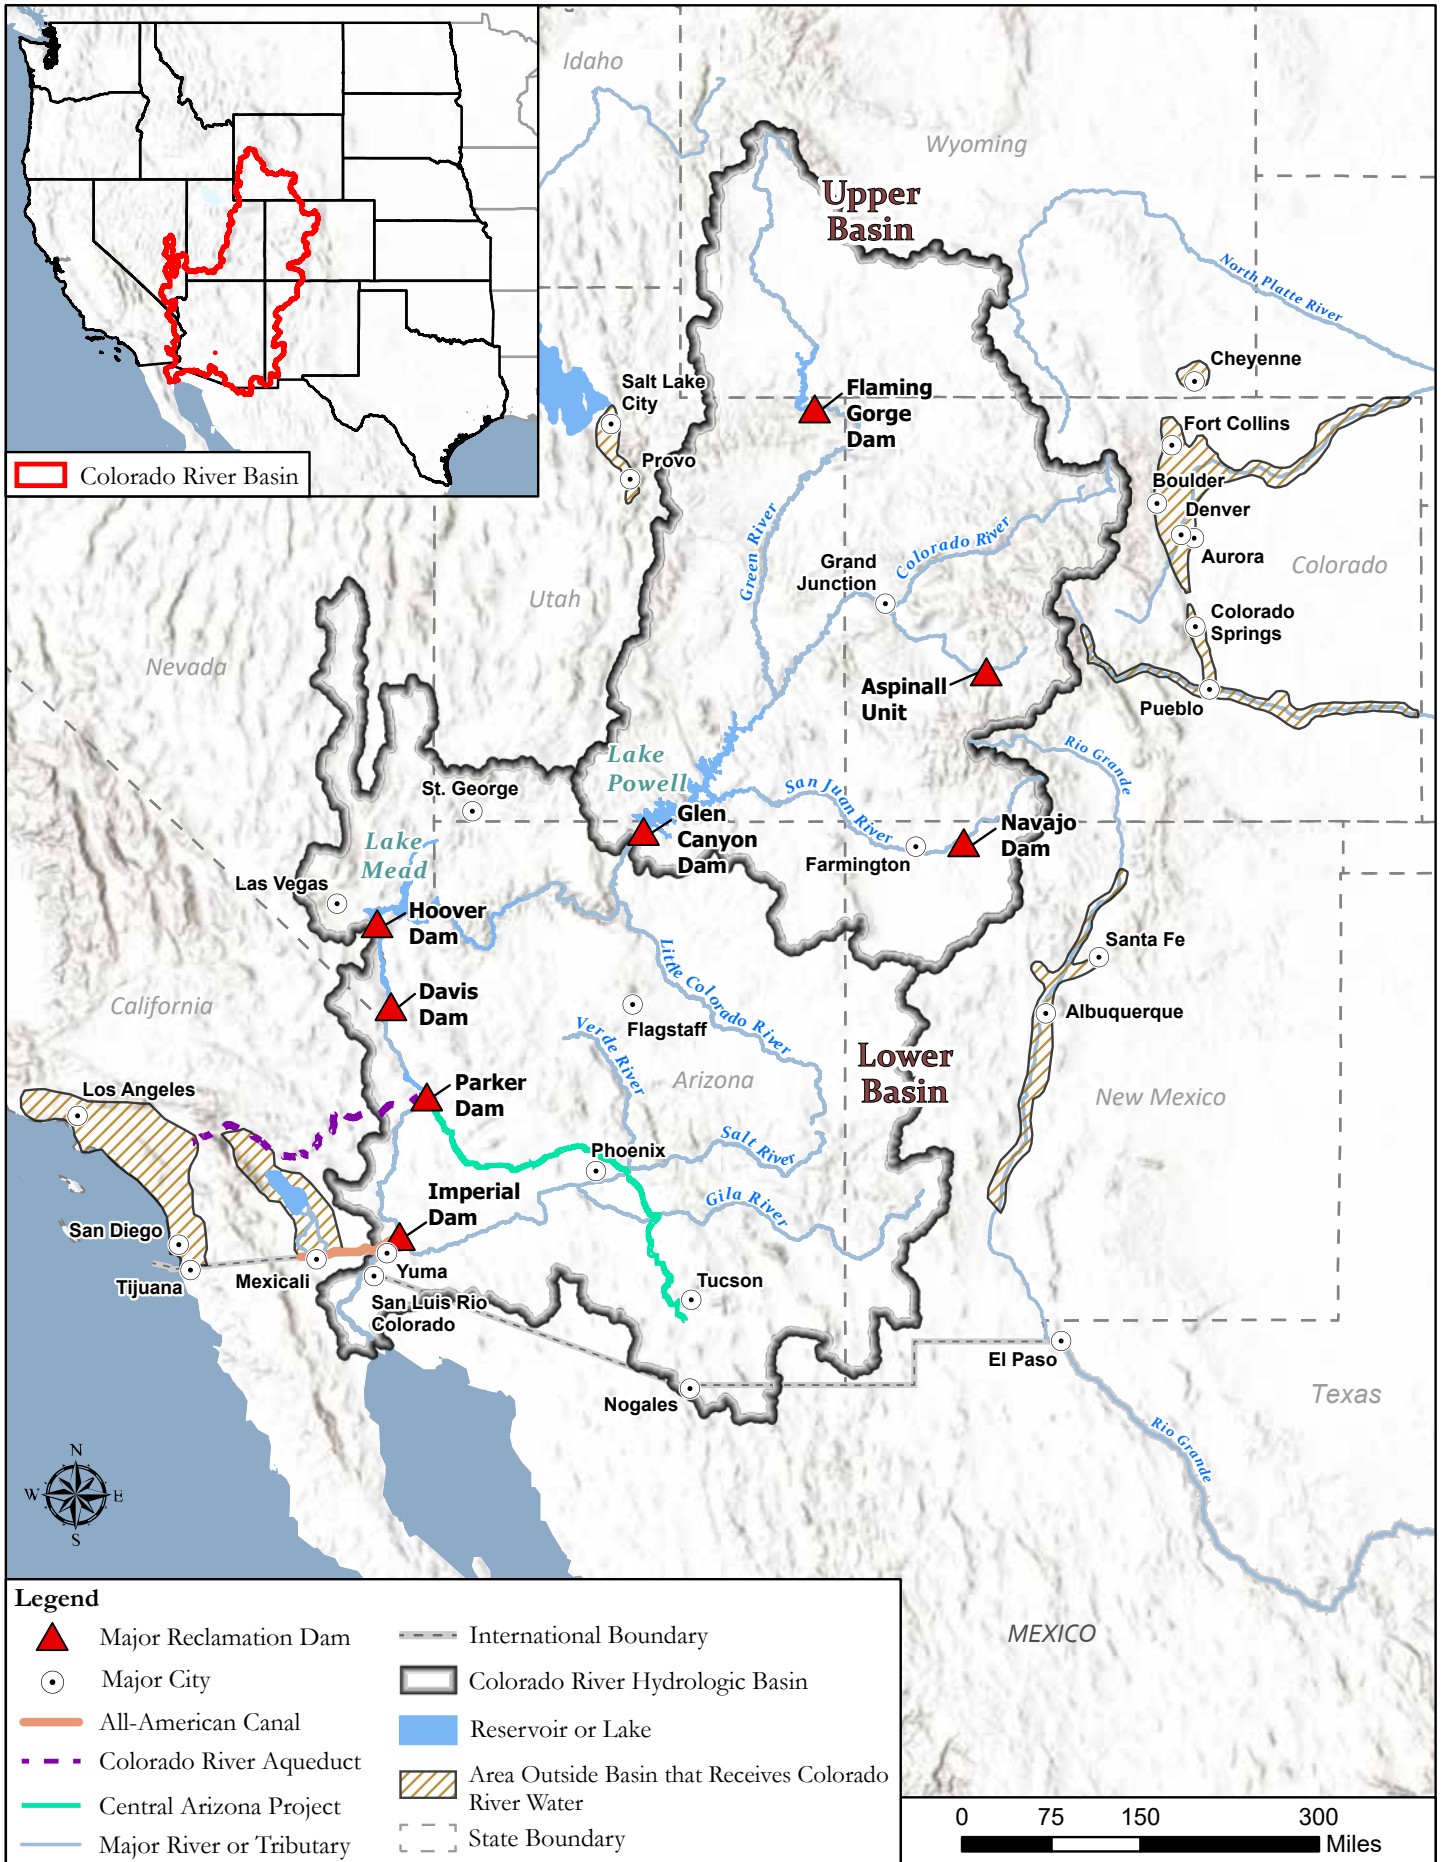 Colorado River Basin
Idaho
Wyoming
Upper
Basin
North Platte River
Cheyenne
Salt Lake
City
Flaming
Gorge
Dam
Fort Collins
Provo
Boulder
Denver
Aurora
Green River
Colorado River
Grand
Junction
Colorado
Utah
Colorado
Springs
Nevada
Aspinall
Unit
Pueblo
Rio Grande
Lake
Powell
St. George
San Juan River
Glen
Canyon
Dam
Navajo
Dam
Farmington
Lake
Mead
Las Vegas
Hoover
Dam
Little Colorado River
Santa Fe
California
Davis
Dam
Flagstaff
Albuquerque
Verde River
Lower
Basin
Arizona
New Mexico
Los Angeles
Parker
Dam
Phoenix
Salt River
Imperial
Dam
Gila River
San Diego
Tijuana
Mexicali
Yuma
San Luis Rio
Colorado
Tucson
El Paso
Nogales
Texas
Rio Grande
N
W
E
S
MEXICO
Legend
Major Reclamation Dam
Major City
All-American Canal
Colorado River Aqueduct
Central Arizona Project
Major River or Tributary
International Boundary
Colorado River Hydrologic Basin
Reservoir or Lake
Area Outside Basin that Receives Colorado
River Water
State Boundary
0 75 150 300
Miles